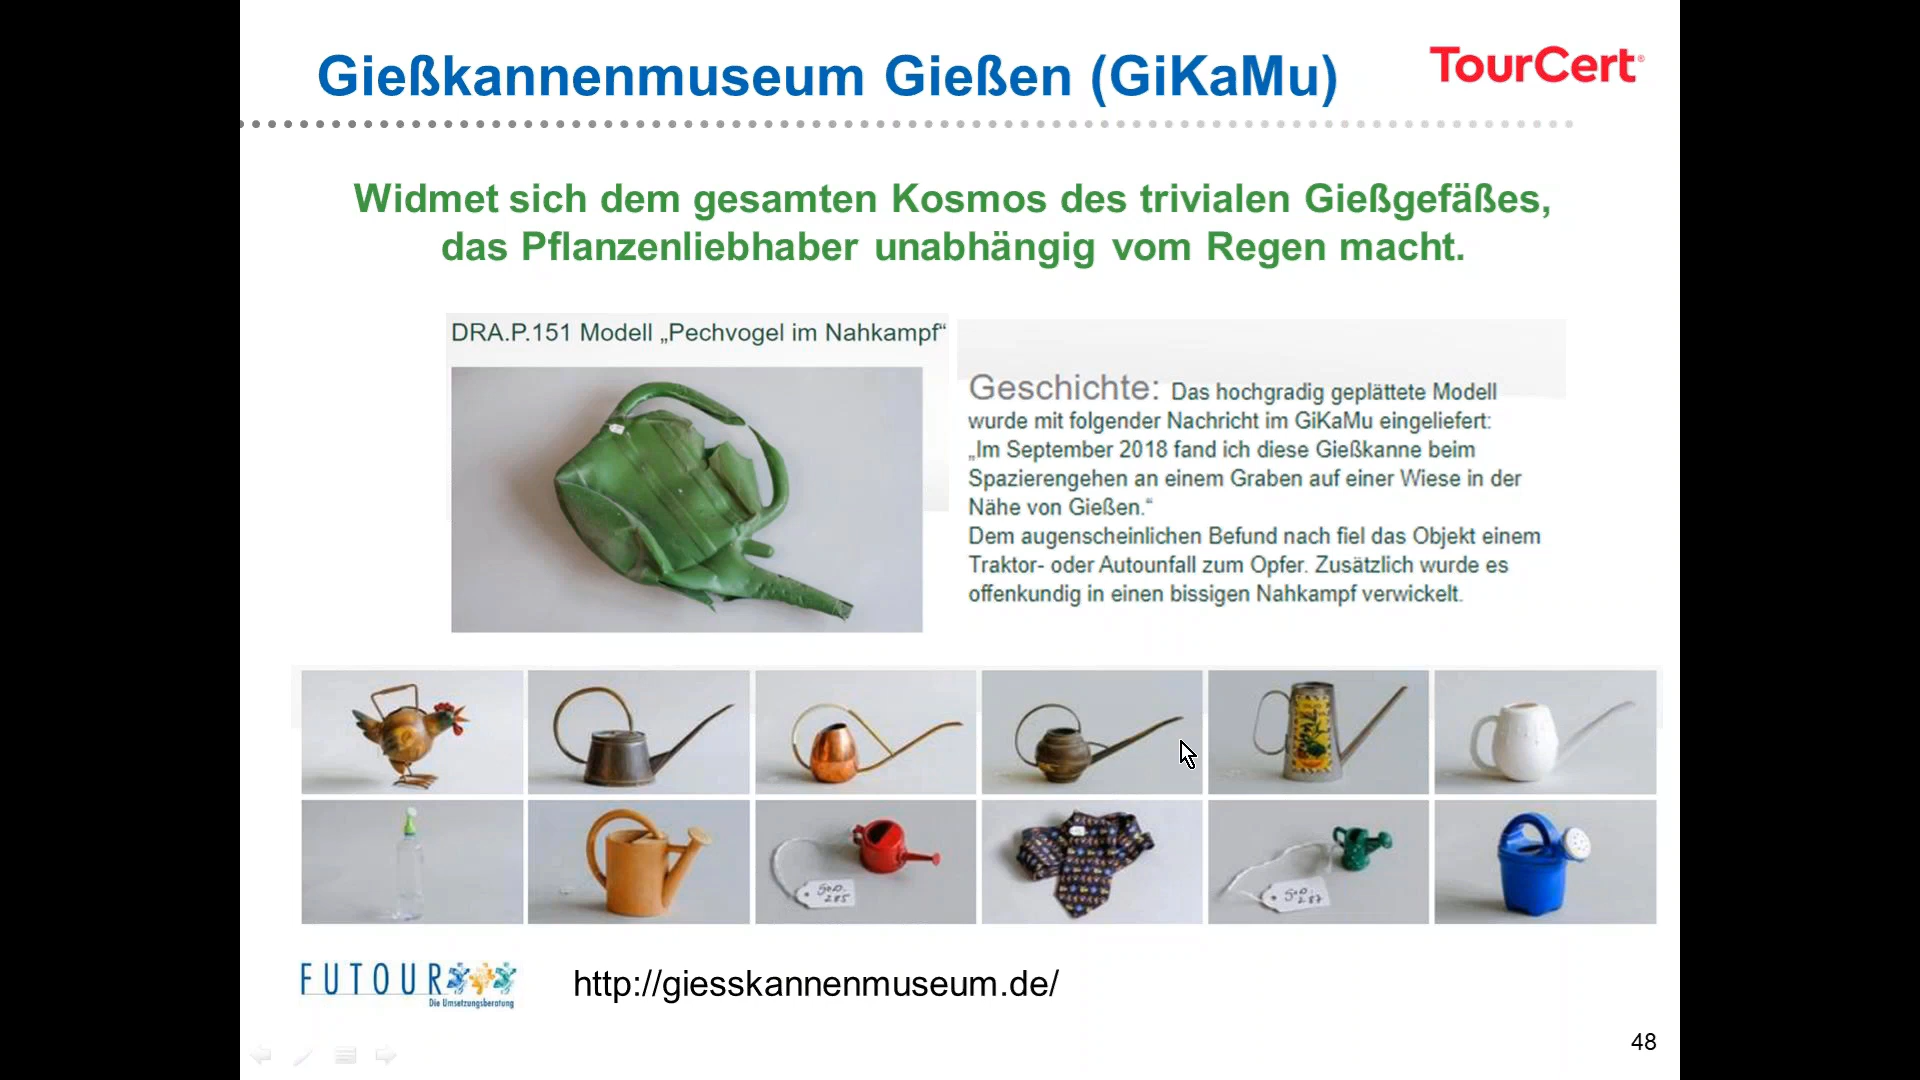 Gießkannenmuseum Gießen (GiKaMu)
TourCert®
Widmet sich dem gesamten Kosmos des trivialen Gießgefäßes,
das Pflanzenliebhaber unabhängig vom Regen macht.
DRA.P.151 Modell „Pechvogel im Nahkampf“
Geschichte: Das hochgradig geplättete Modell
wurde mit folgender Nachricht im GiKaMu eingeliefert:
„Im September 2018 fand ich diese Gießkanne beim
Spazierengehen an einem Graben auf einer Wiese in der
Nähe von Gießen.“
Dem augenscheinlichen Befund nach fiel das Objekt einem
Traktor- oder Autounfall zum Opfer. Zusätzlich wurde es
offenkundig in einen bissigen Nahkampf verwickelt.
SOD.
285
SOD.
287
FUTOUR
Die Umsetzungsberatung
http://giesskannenmuseum.de/
48